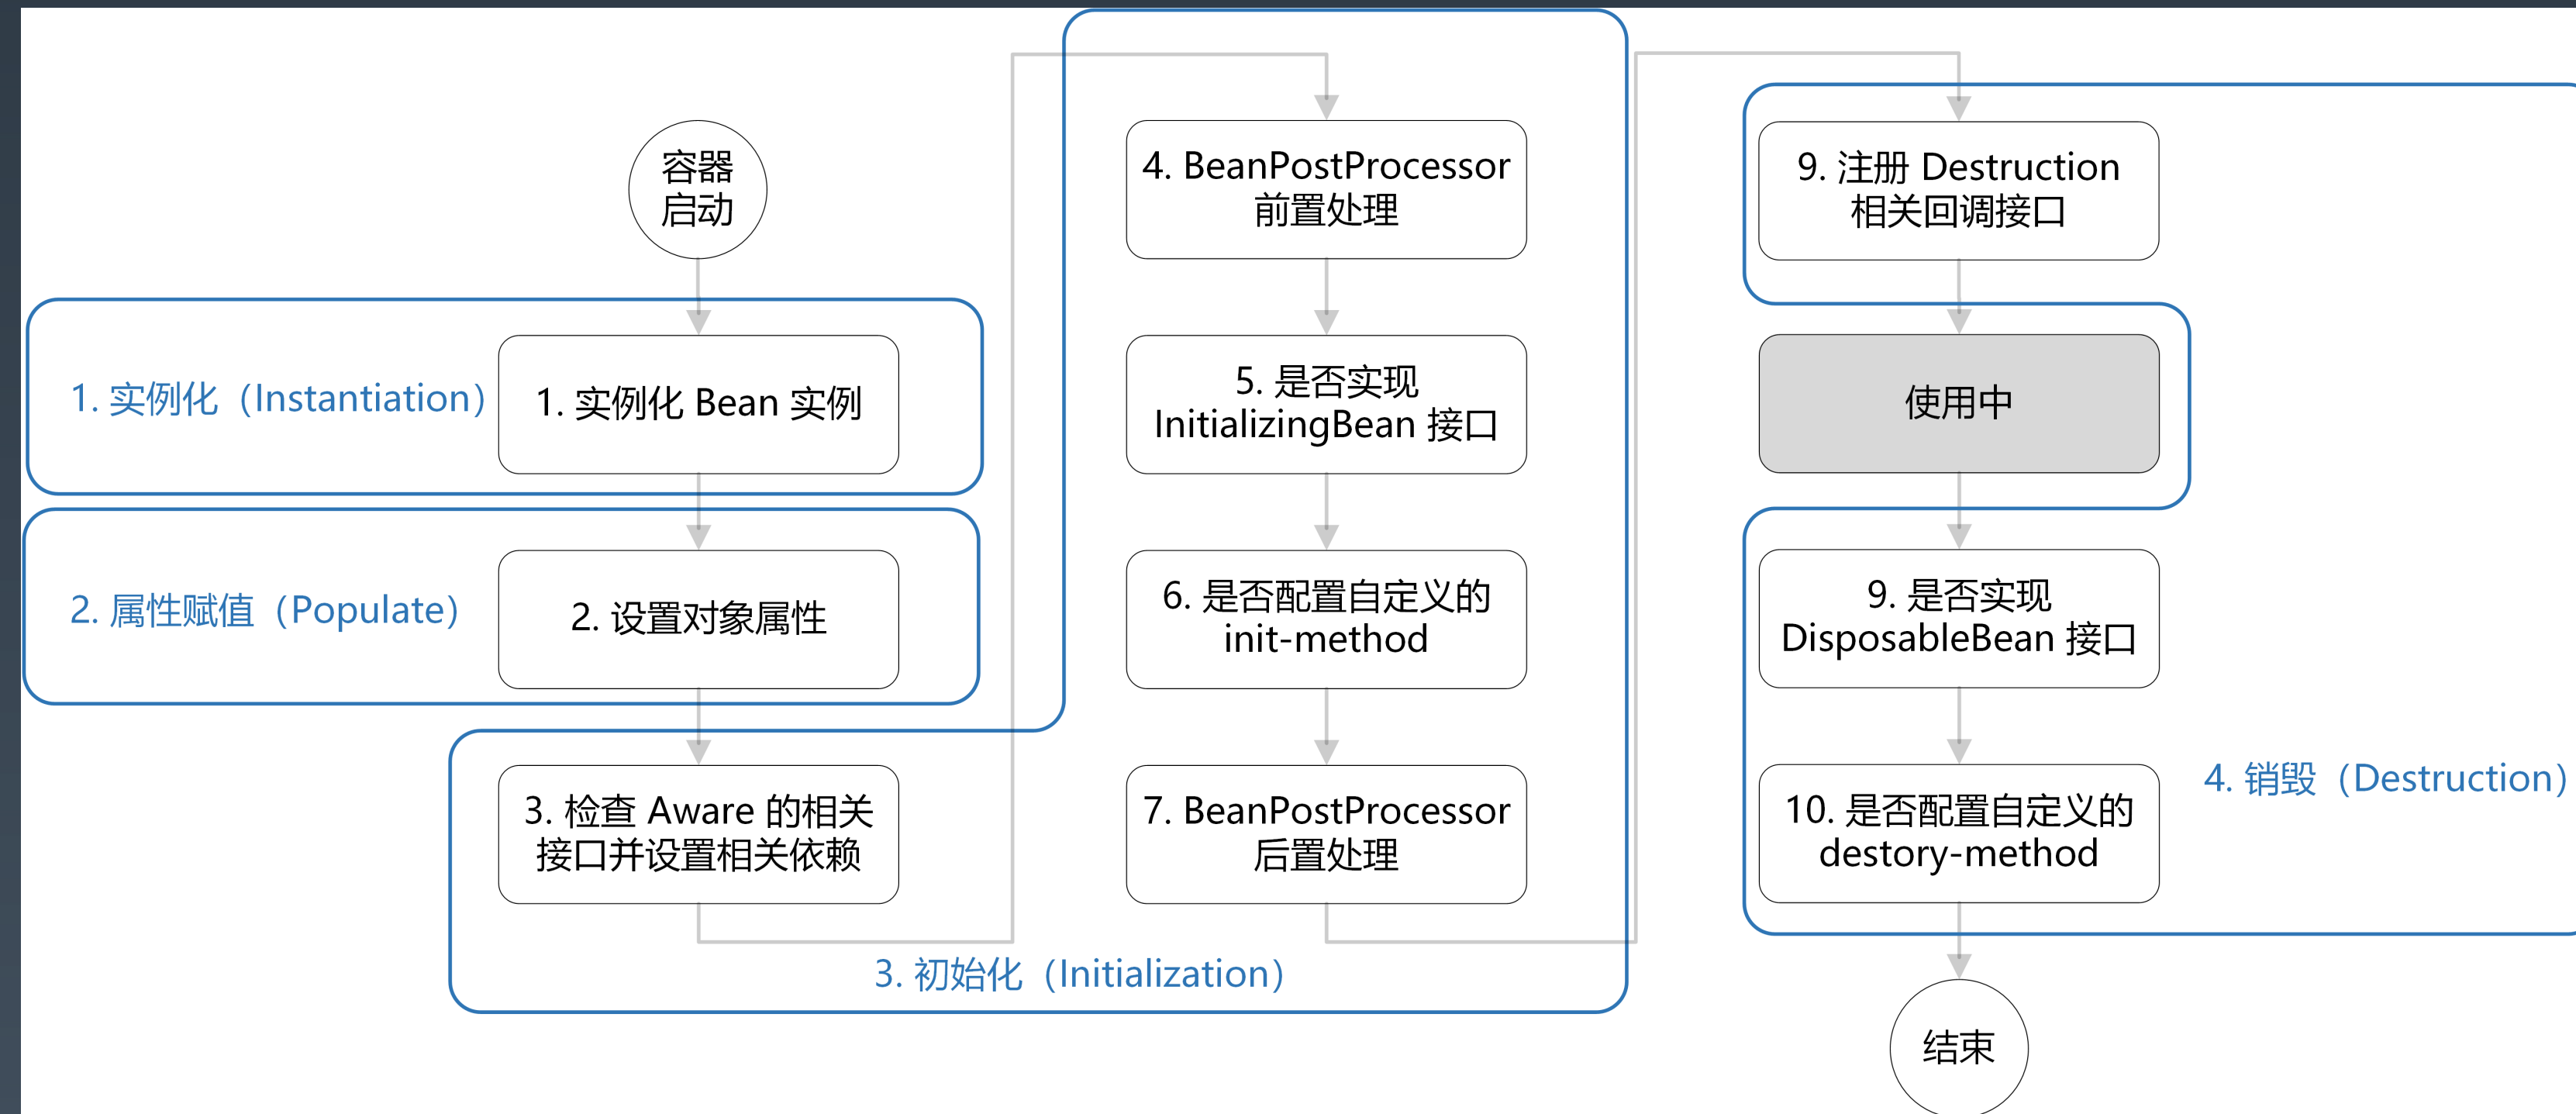 容器
启动
1. 实例化（Instantiation）
1. 实例化 Bean 实例
2. 属性赋值（Populate）
2. 设置对象属性
3. 检查 Aware 的相关
接口并设置相关依赖
3. 初始化（Initialization）
4. BeanPostProcessor
前置处理
5. 是否实现
InitializingBean 接口
6. 是否配置自定义的
init-method
7. BeanPostProcessor
后置处理
9. 注册 Destruction
相关回调接口
使用中
9. 是否实现
DisposableBean 接口
10. 是否配置自定义的
destory-method
4. 销毁（Destruction）
结束